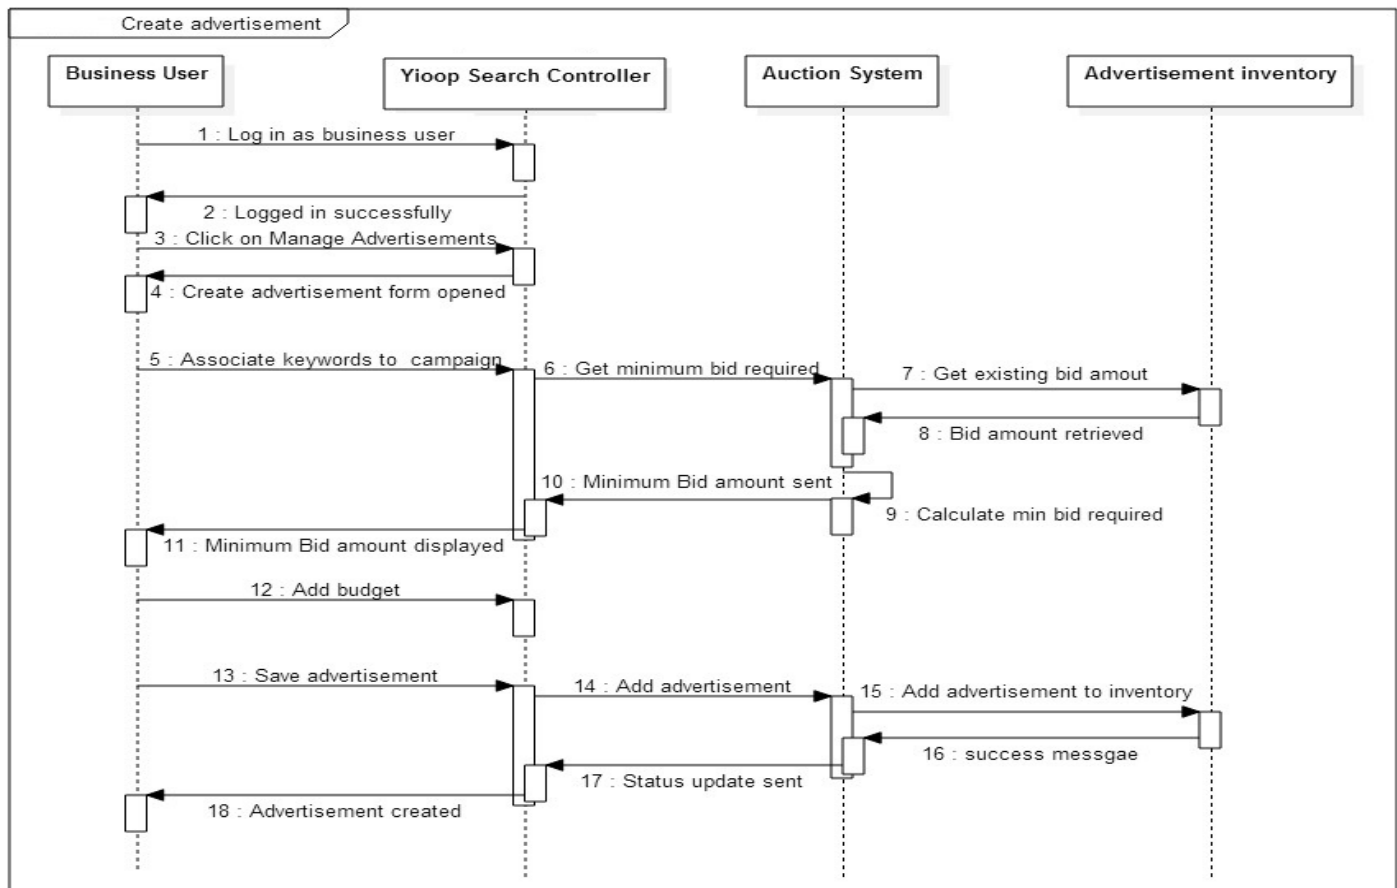 Create advertisement
Business User
Yioop Search Controller
Auction System
Advertisement inventory
1 : Log in as business user
2 : Logged in successfully
3 : Click on Manage Advertisements
4 : Create advertisement form opened
5 : Associate keywords to  campaign
6 : Get minimum bid required
7 : Get existing bid amout
8 : Bid amount retrieved
10 : Minimum Bid amount sent
9 : Calculate min bid required
11 : Minimum Bid amount displayed
12 : Add budget
13 : Save advertisement
14 : Add advertisement
15 : Add advertisement to inventory
16 : success messgae
17 : Status update sent
18 : Advertisement created